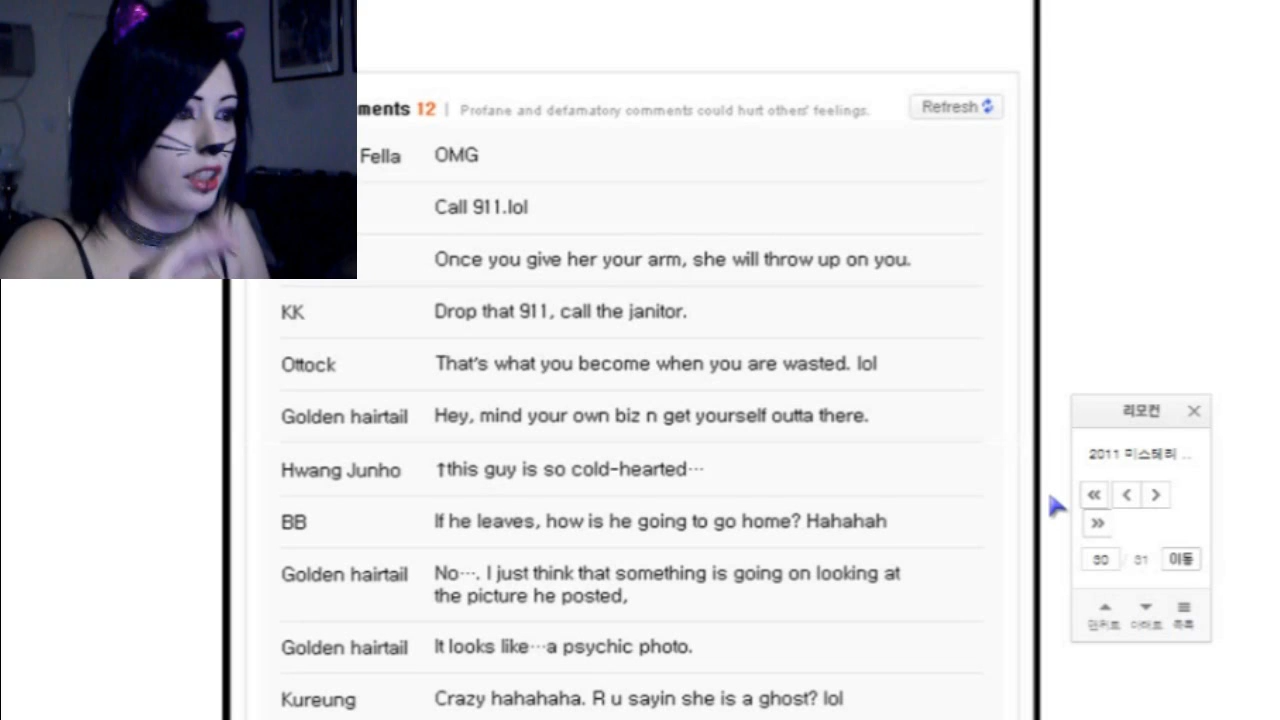 ments 12 | Profane and defamatory comments could hurt others' feelings. Refresh
Fella OMG
Call 911.lol
Once you give her your arm, she will throw up on you.
KK Drop that 911, call the janitor.
Ottock That's what you become when you are wasted. lol
Golden hairtail Hey, mind your own biz n get yourself outta there.
Hwang Junho ↑this guy is so cold-hearted…
BB If he leaves, how is he going to go home? Hahahah
Golden hairtail No…. I just think that something is going on looking at
the picture he posted,
Golden hairtail It looks like…a psychic photo.
Kureung Crazy hahahaha. R u sayin she is a ghost? lol
리모컨
2011 미스테리 ..
30 / 31 이동
목록